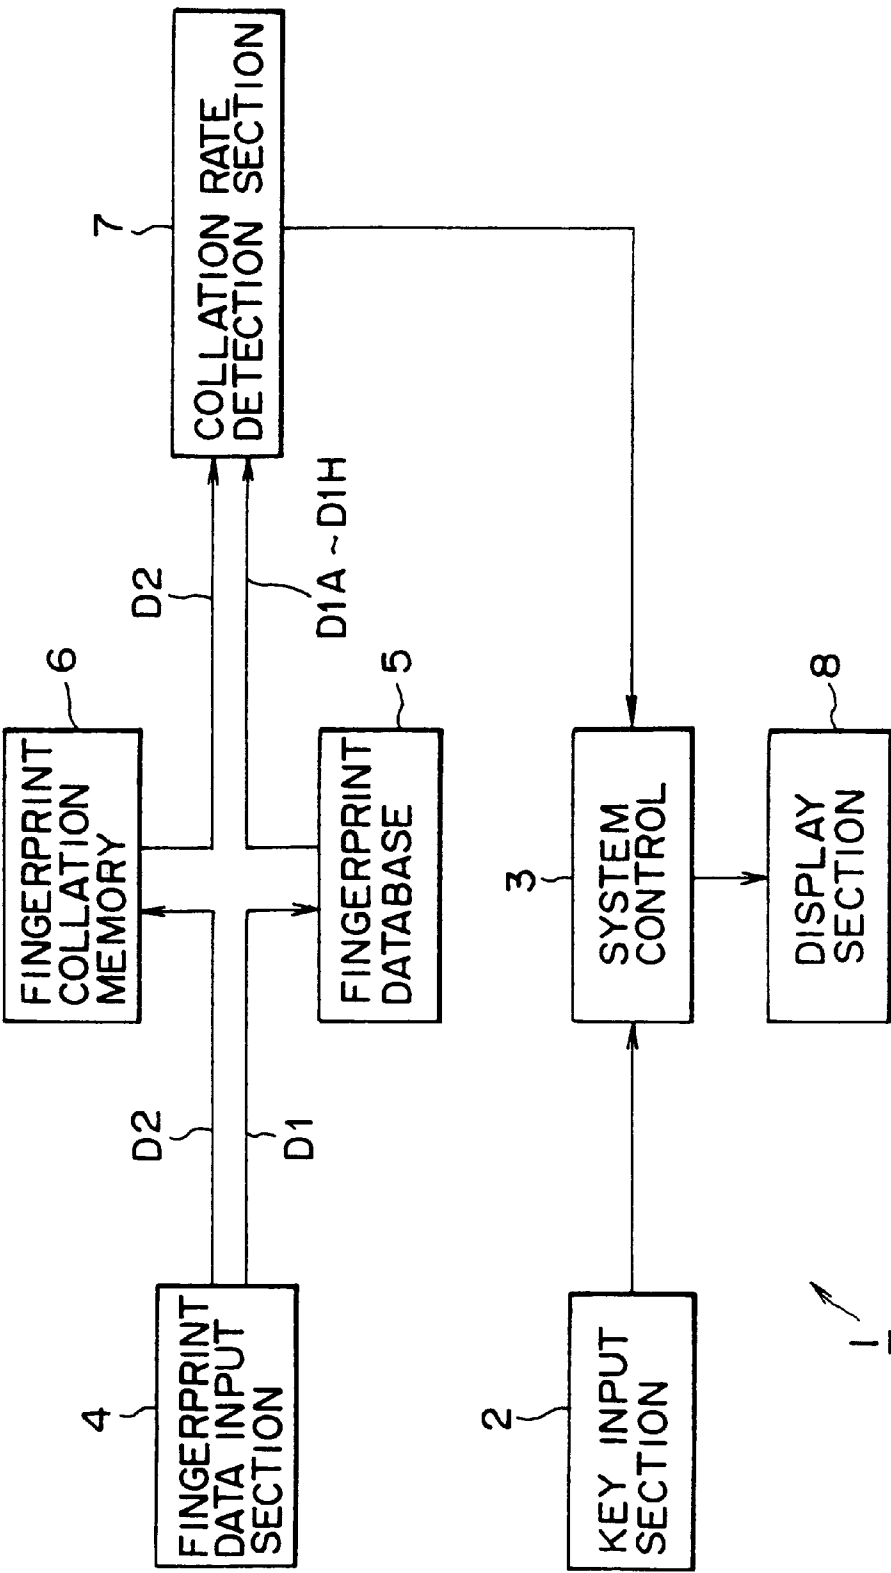 4
FINGERPRINT
DATA INPUT
SECTION
D2
D1
6
FINGERPRINT
COLLATION
MEMORY
5
FINGERPRINT
DATABASE
D2
D1A ~ D1H
7
COLLATION RATE
DETECTION SECTION
2
KEY INPUT
SECTION
3
SYSTEM
CONTROL
8
DISPLAY
SECTION
1